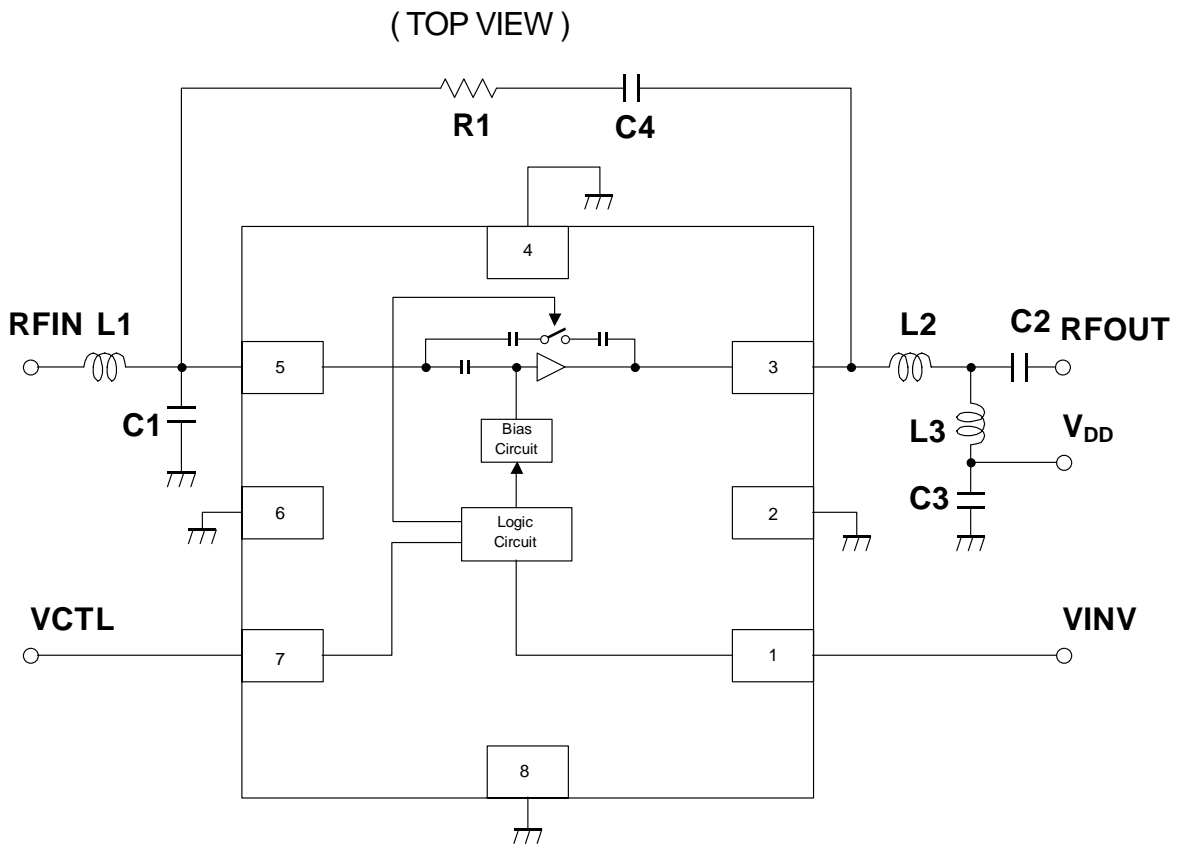 ( TOP VIEW )
R1
C4
4
RFIN
L1
L2
C2
RFOUT
5
3
C1
Bias
Circuit
L3
VDD
C3
6
Logic
Circuit
2
VCTL
VINV
7
1
8